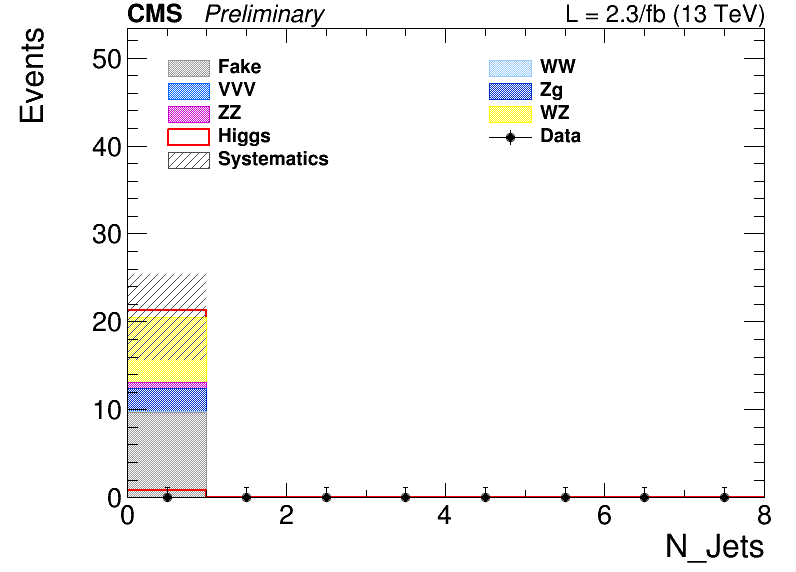 CMS Preliminary L = 2.3/fb (13 TeV)
Events
50
40
30
20
10
0
Fake
VVV
ZZ
Higgs
Systematics
WW
Zg
WZ
Data
0 2 4 6 8
N_Jets